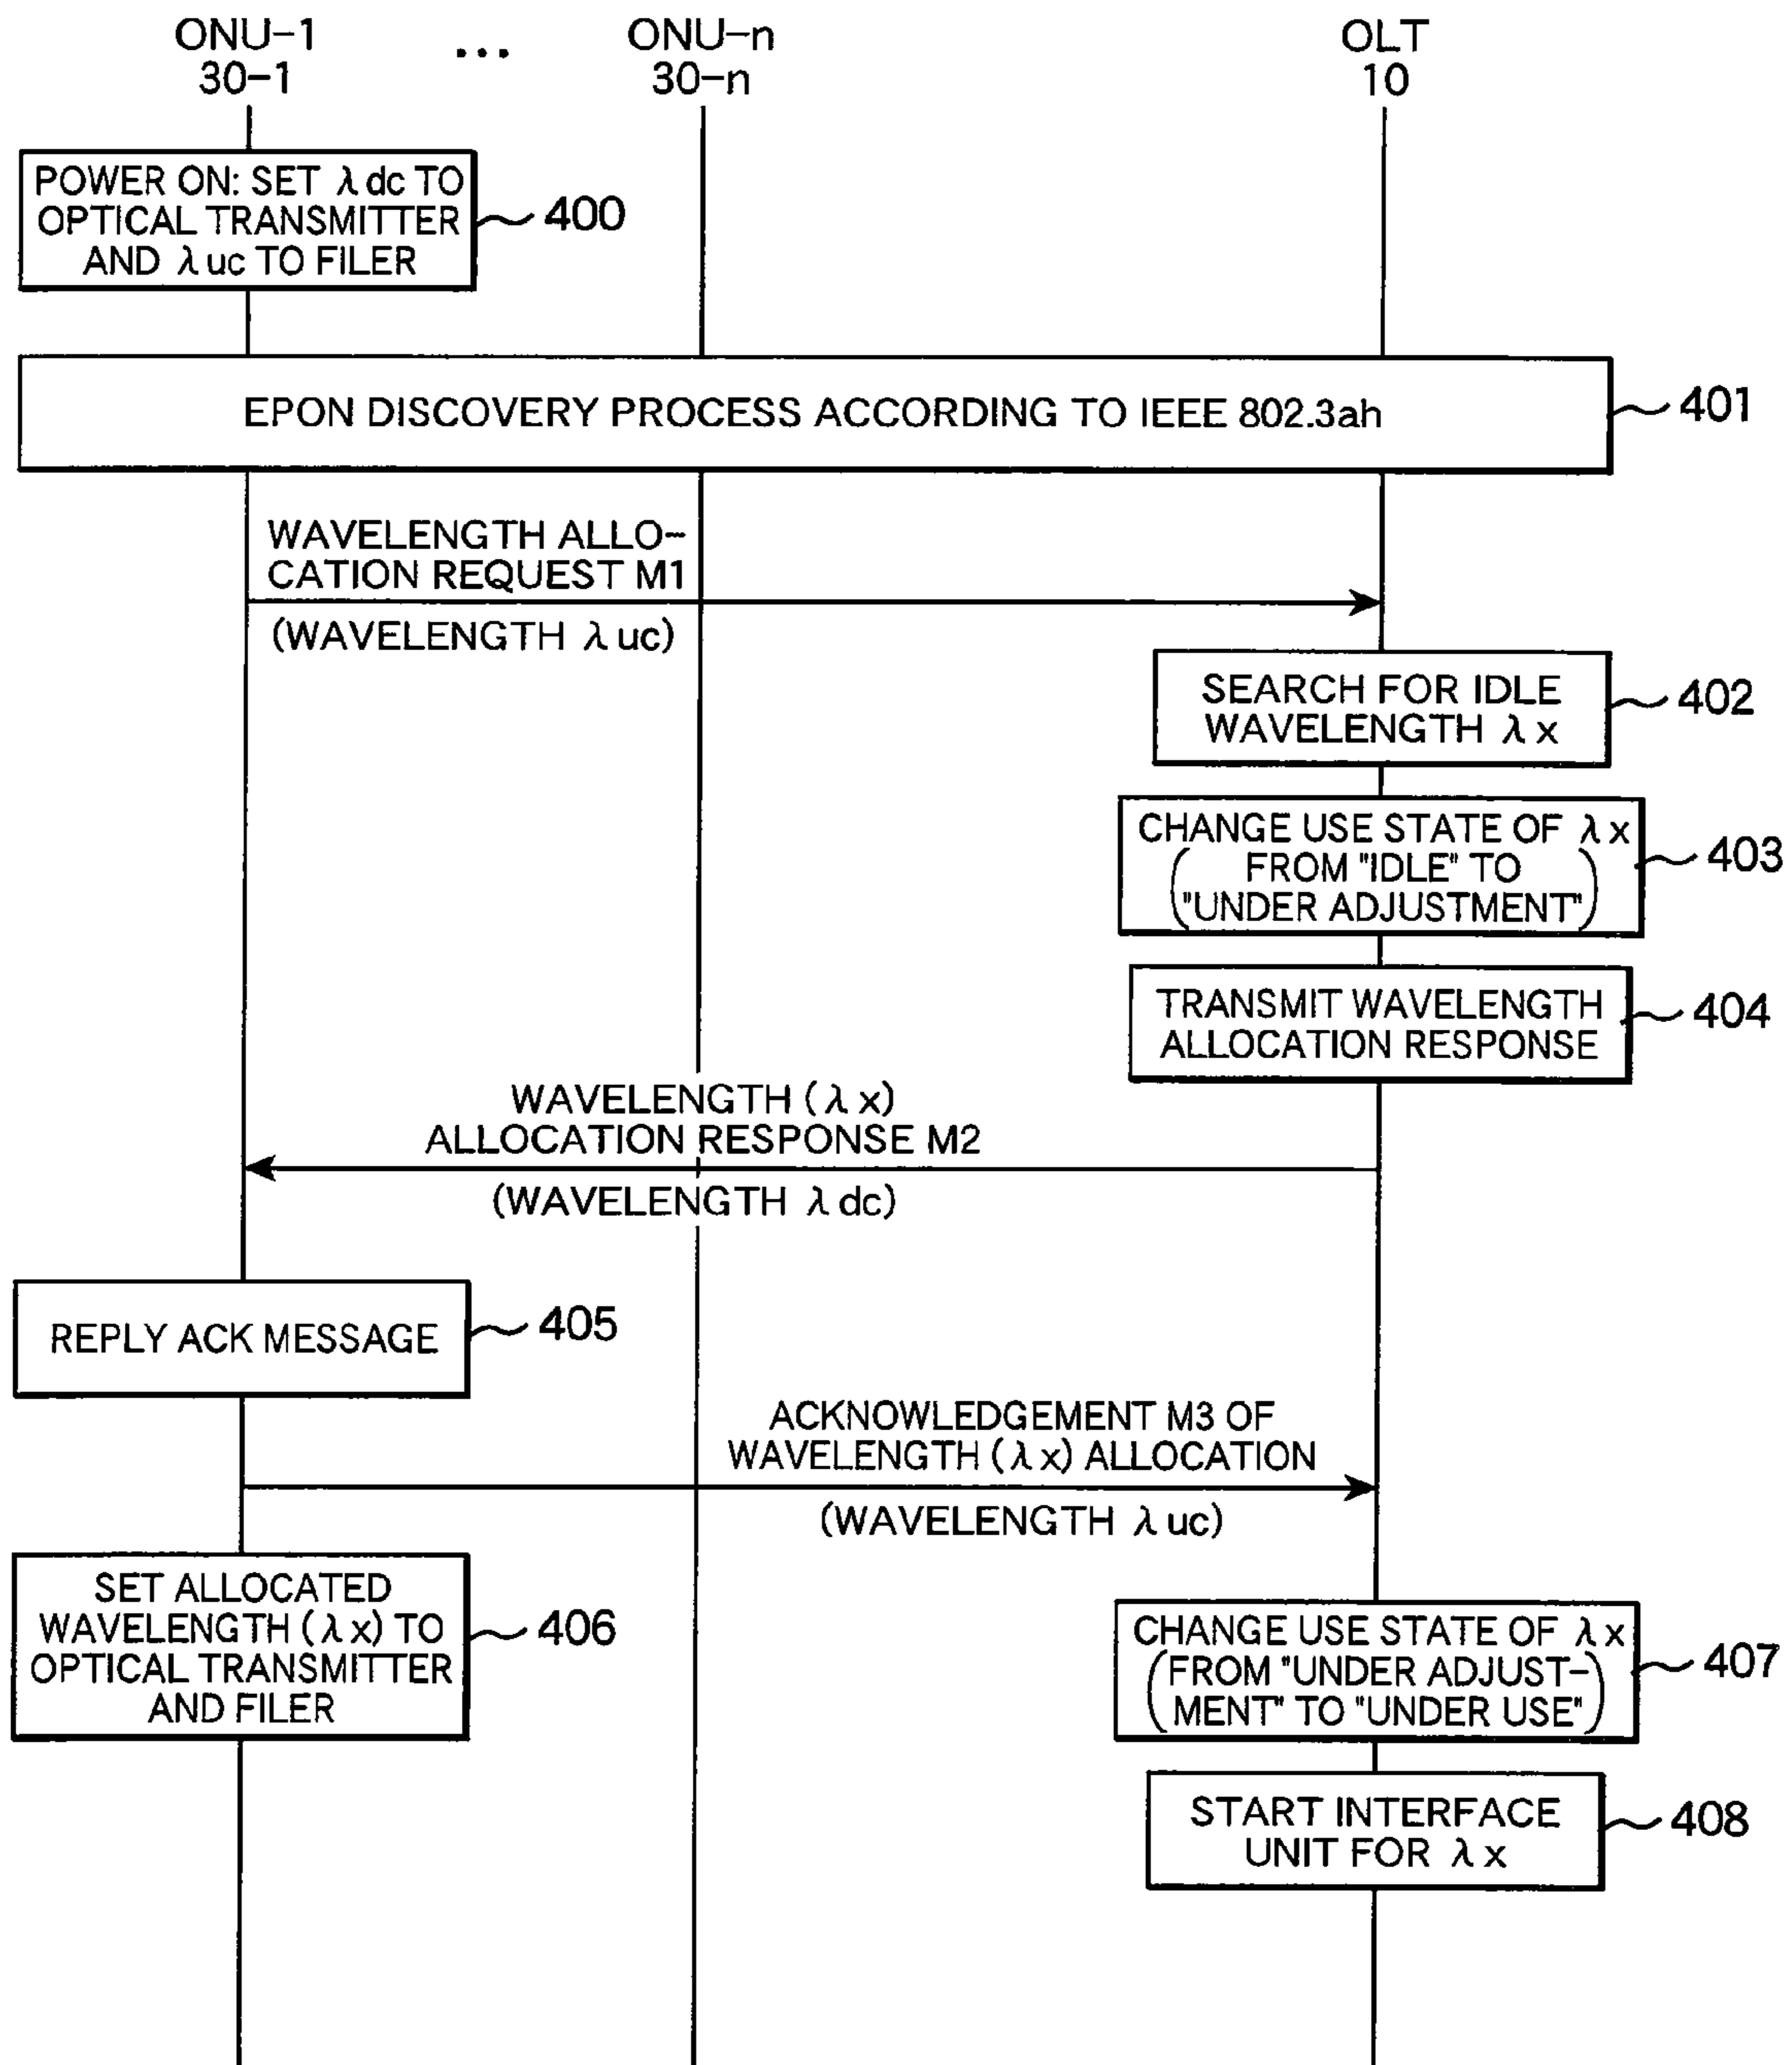 ONU-1
30-1
...
ONU-n
30-n
OLT
10
POWER ON: SET λdc TO
OPTICAL TRANSMITTER
AND λuc TO FILER
400
EPON DISCOVERY PROCESS ACCORDING TO IEEE 802.3ah
401
WAVELENGTH ALLO-
CATION REQUEST M1
(WAVELENGTH λuc)
SEARCH FOR IDLE
WAVELENGTH λx
402
CHANGE USE STATE OF λx
(FROM "IDLE" TO
"UNDER ADJUSTMENT")
403
TRANSMIT WAVELENGTH
ALLOCATION RESPONSE
404
WAVELENGTH (λx)
ALLOCATION RESPONSE M2
(WAVELENGTH λdc)
REPLY ACK MESSAGE
405
ACKNOWLEDGEMENT M3 OF
WAVELENGTH (λx) ALLOCATION
(WAVELENGTH λuc)
SET ALLOCATED
WAVELENGTH (λx) TO
OPTICAL TRANSMITTER
AND FILER
406
CHANGE USE STATE OF λx
(FROM "UNDER ADJUST-
MENT" TO "UNDER USE")
407
START INTERFACE
UNIT FOR λx
408